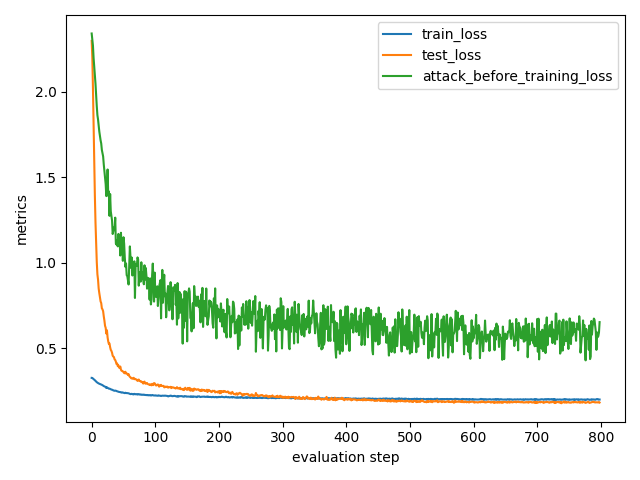 train_loss
test_loss
attack_before_training_loss
metrics
2.0
1.5
1.0
0.5
0 100 200 300 400 500 600 700 800
evaluation step